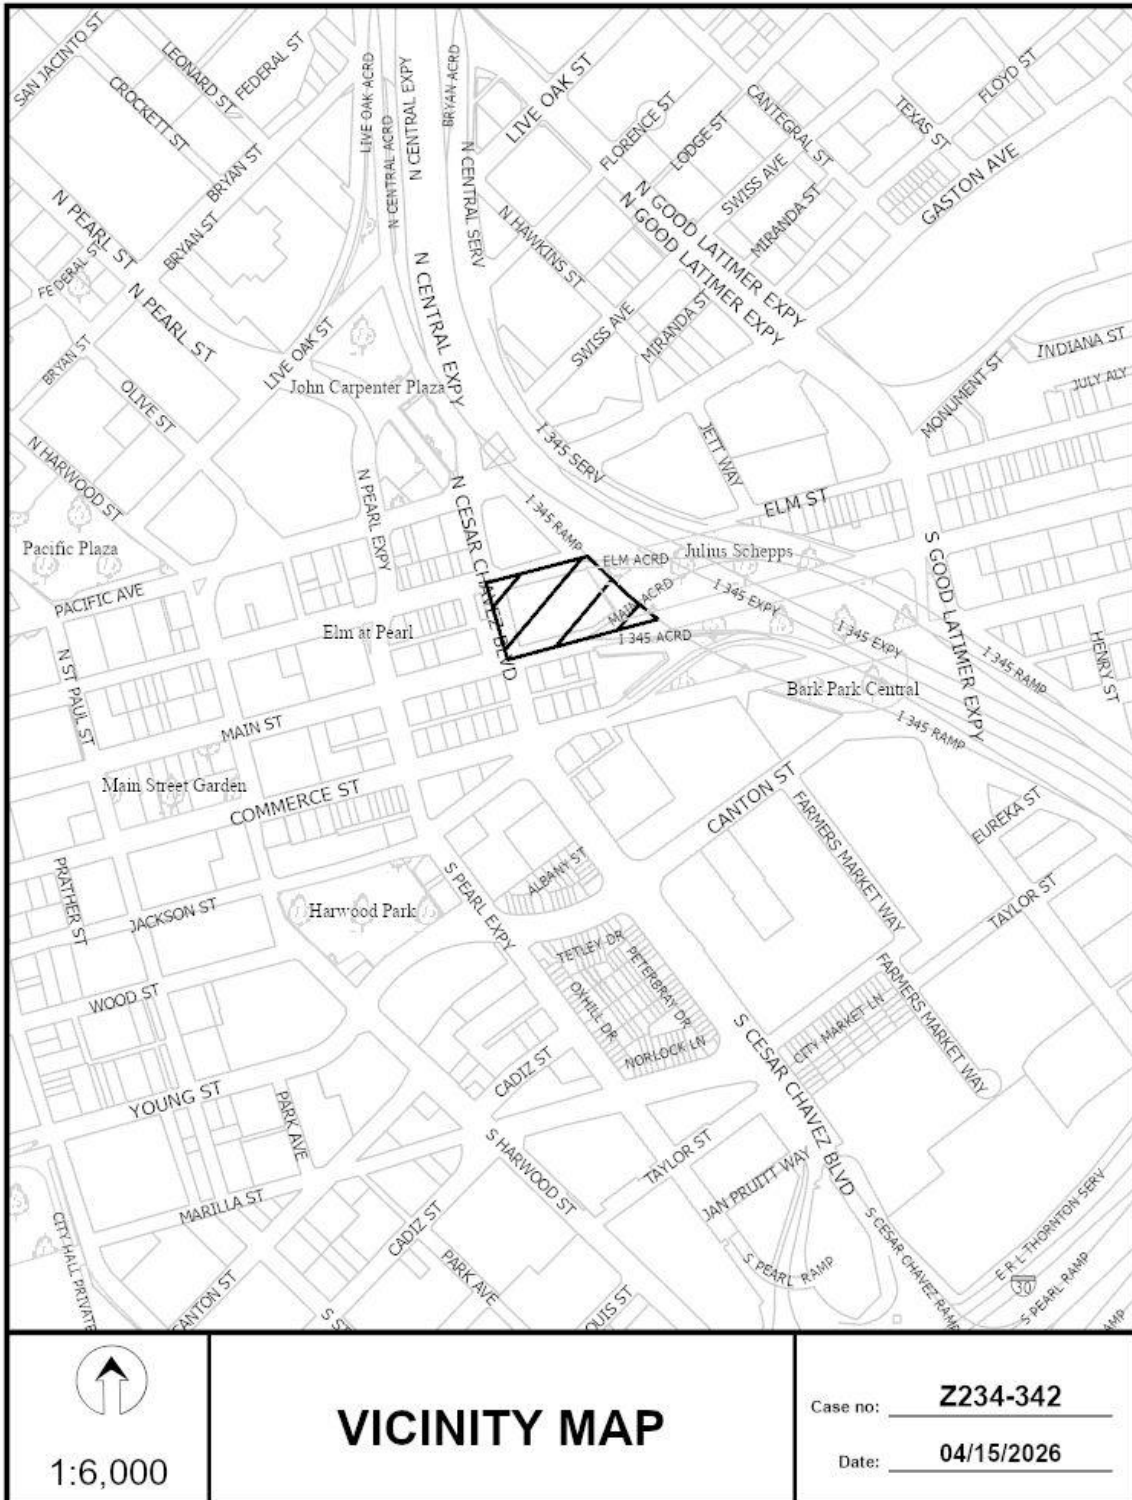 SAN JACINTO ST
LEONARD ST
FEDERAL ST
CROCKETT ST
BRYAN ST
LIVE OAK ACRD
N CENTRAL ACRD
N CENTRAL EXPY
BRYAN ACRD
N CENTRAL SERV
LIVE OAK ST
FLORENCE ST
LODGE ST
CANTEGRAL ST
SWISS AVE
MIRANDA ST
TEXAS ST
FLOYD ST
GASTON AVE
N PEARL ST
FEDERAL ST
BRYAN ST
N PEARL ST
N HAWKINS ST
N GOOD LATIMER EXPY
N GOOD LATIMER EXPY
N CENTRAL EXPY
BRYAN ST
OLIVE ST
LIVE OAK ST
John Carpenter Plaza
SWISS AVE
MIRANDA ST
INDIANA ST
JULY ALY
MONUMENT ST
N HARWOOD ST
N PEARL EXPY
I 345 SERV
JETT WAY
ELM ST
N CESAR CHAVEZ BLVD
I 345 RAMP
Pacific Plaza
PACIFIC AVE
ELM ACRD
Julius Schepps
MAIN ACRD
I 345 EXPY
I 345 EXPY
I 345 ACRD
S GOOD LATIMER EXPY
I 345 RAMP
HENRY ST
Elm at Pearl
N ST PAUL ST
Bark Park Central
I 345 RAMP
MAIN ST
Main Street Garden
COMMERCE ST
CANTON ST
FARMERS MARKET WAY
EUREKA ST
PRATHER ST
JACKSON ST
Harwood Park
S PEARL EXPY
ALBANY ST
TAYLOR ST
TETLEY DR
PETERBRAY DR
OXHILL DR
NORLOCK LN
FARMERS MARKET WAY
CITY MARKET LN
WOOD ST
YOUNG ST
PARK AVE
CADIZ ST
S CESAR CHAVEZ BLVD
S HARWOOD ST
TAYLOR ST
JAN PRUITT WAY
MARILLA ST
CADIZ ST
PARK AVE
CITY HALL PRIVATE
S PEARL RAMP
S CESAR CHAVEZ RAMP
E R L THORNTON SERV
30
S PEARL RAMP
AMP
ANTON ST
S ST
OUIS ST
1:6,000
VICINITY MAP
Case no: Z234-342
Date: 04/15/2026